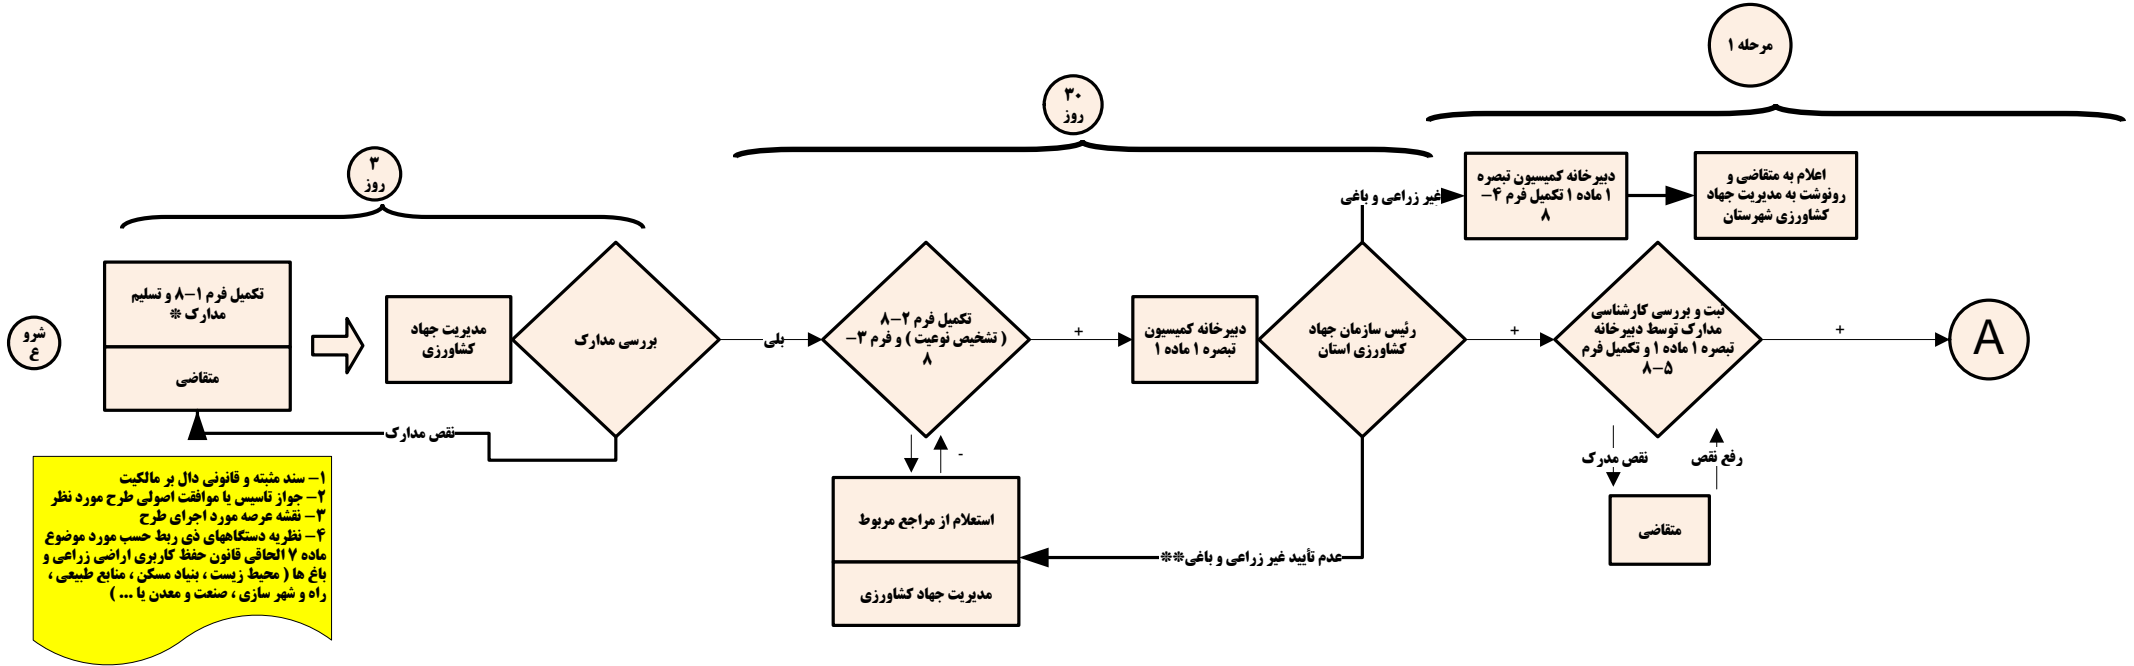 مرحله ۱
۳۰
روز
۳
روز
شرو
ع
تکمیل فرم ۱-۸ و تسلیم
مدارک *
متقاضی
مدیریت جهاد
کشاورزی
بررسی مدارک
نقص مدارک
بلی
تکمیل فرم ۲-۸
( تشخیص نوعیت ) و فرم ۳-
۸
-
استعلام از مراجع مربوط
مدیریت جهاد کشاورزی
+
دبیرخانه کمیسیون
تبصره ۱ ماده ۱
رئیس سازمان جهاد
کشاورزی استان
عدم تأیید غیر زراعی و باغی**
غیر زراعی و باغی
دبیرخانه کمیسیون تبصره
۱ ماده ۱ تکمیل فرم ۴-
۸
اعلام به متقاضی و
رونوشت به مدیریت جهاد
کشاورزی شهرستان
+
ثبت و بررسی کارشناسی
مدارک توسط دبیرخانه
تبصره ۱ ماده ۱ و تکمیل فرم
۸-۵
نقص مدرک
رفع نقص
متقاضی
+
A
۱- سند مثبته و قانونی دال بر مالکیت
۲- جواز تاسیس یا موافقت اصولی طرح مورد نظر
۳- نقشه عرصه مورد اجرای طرح
۴- نظریه دستگاههای ذی ربط حسب مورد موضوع
ماده ۷ الحاقی قانون حفظ کاربری اراضی زراعی و
باغ ها ( محیط زیست ، بنیاد مسکن ، منابع طبیعی ،
راه و شهر سازی ، صنعت و معدن یا ... )